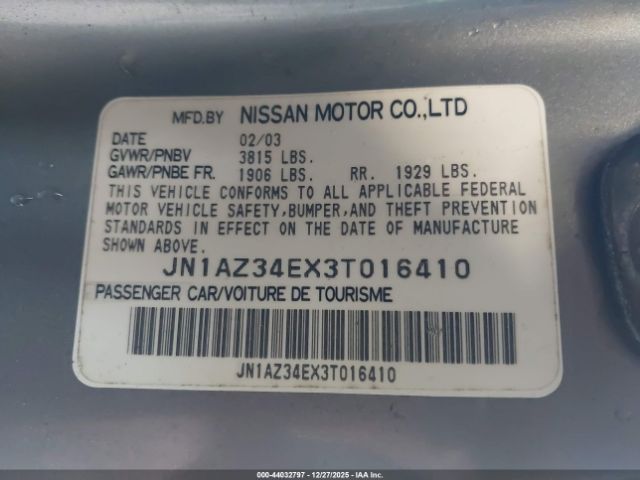 MFD.BY NISSAN MOTOR CO.,LTD
DATE 02/03
GVWR/PNBV 3815 LBS.
GAWR/PNBE FR. 1906 LBS. RR. 1929 LBS.
THIS VEHICLE CONFORMS TO ALL APPLICABLE FEDERAL
MOTOR VEHICLE SAFETY,BUMPER,AND THEFT PREVENTION
STANDARDS IN EFFECT ON THE DATE OF MANUFACTURE
SHOWN ABOVE.
JN1AZ34EX3T016410
PASSENGER CAR/VOITURE DE TOURISME
JN1AZ34EX3T016410
000-44032797 - 12/27/2025 - IAAI.COM